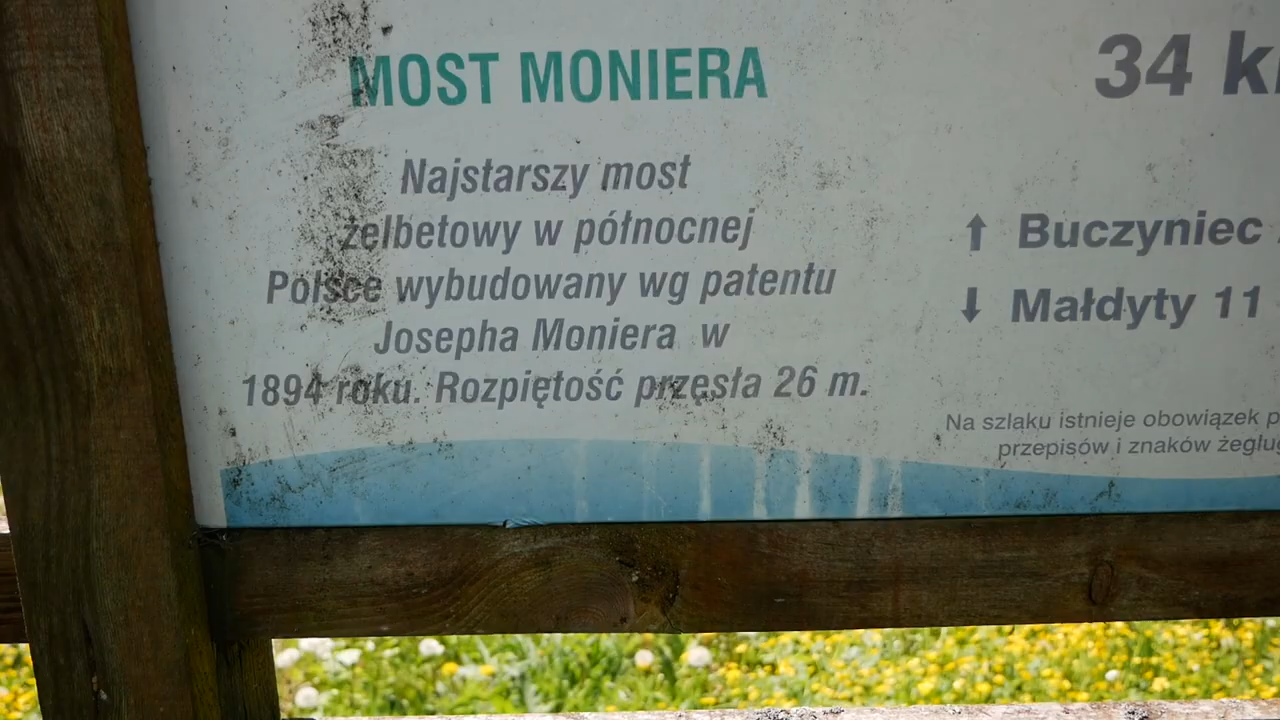 MOST MONIERA
Najstarszy most
żelbetowy w północnej
Polsce wybudowany wg patentu
Josepha Moniera w
1894 roku. Rozpiętość przęsła 26 m.
34
↑ Buczyniec
↓ Małdyty 11
Na szlaku istnieje obowiązek
przepisów i znaków